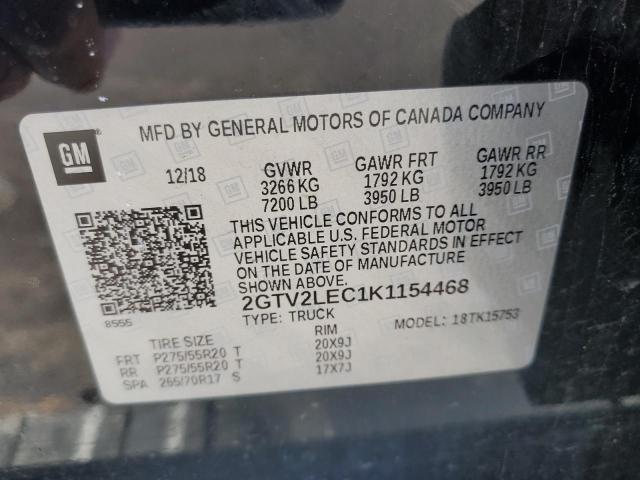 GM
MFD BY GENERAL MOTORS OF CANADA COMPANY
12/18 GVWR GAWR FRT GAWR RR
3266 KG 1792 KG 1792 KG
7200 LB 3950 LB 3950 LB
THIS VEHICLE CONFORMS TO ALL
APPLICABLE U.S. FEDERAL MOTOR
VEHICLE SAFETY STANDARDS IN EFFECT
ON THE DATE OF MANUFACTURE
SHOWN ABOVE.
8555
2GTV2LEC1K1154468
TYPE: TRUCK MODEL: 18TK15753
TIRE SIZE RIM
FRT P275/55R20 T 20X9J
RR P275/55R20 T 20X9J
SPA 265/70R17 S 17X7J